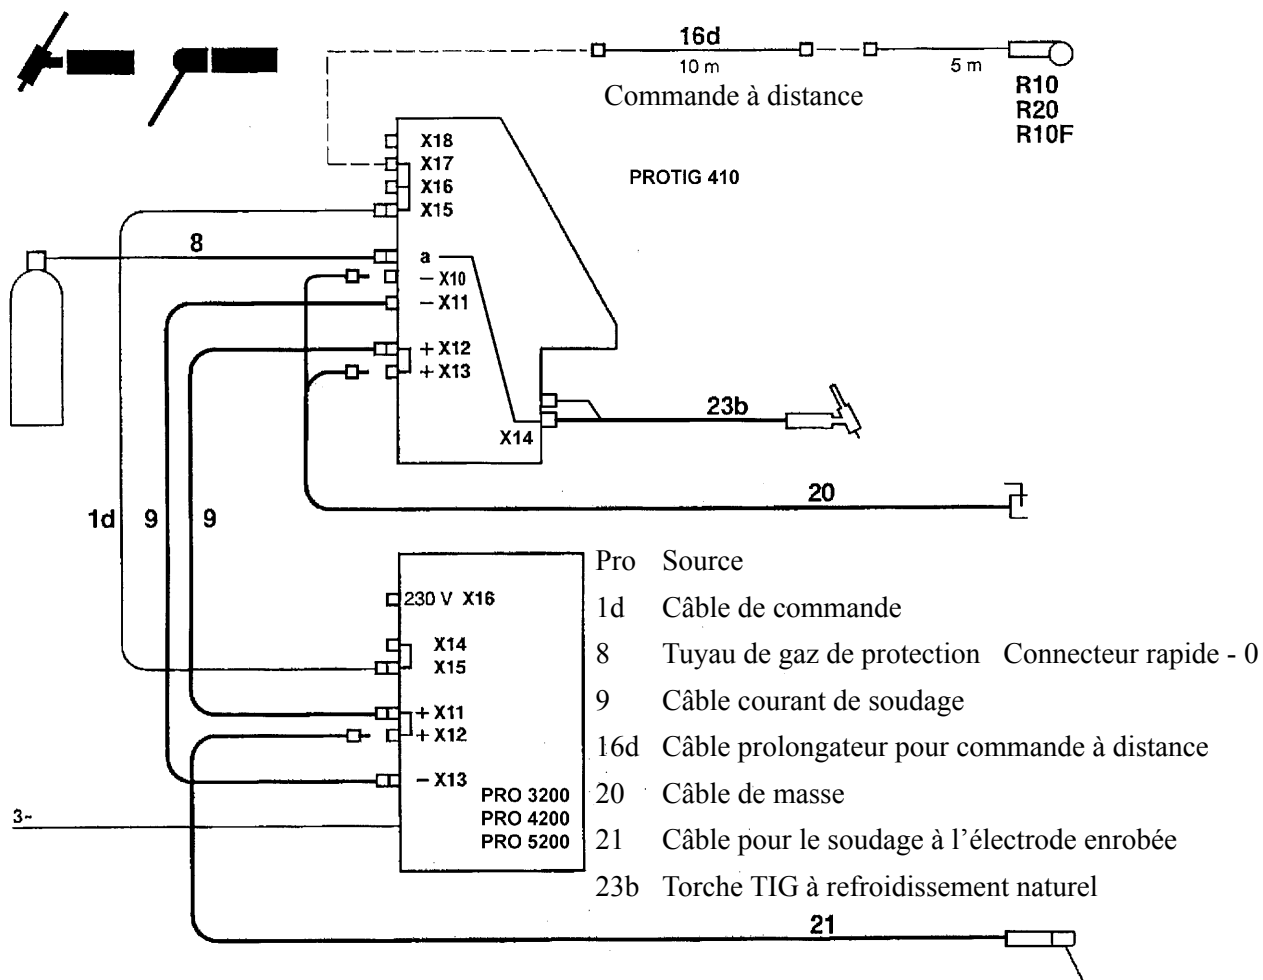 16d
10 m
5 m
Commande à distance
R10
R20
R10F
PROTIG 410
X18
X17
X16
X15
8
a
− X10
− X11
+ X12
+ X13
X14
23b
20
1d
9
9
230 V X16
X14
X15
+ X11
+ X12
− X13
PRO 3200
PRO 4200
PRO 5200
3~
Pro Source
1d Câble de commande
8 Tuyau de gaz de protection Connecteur rapide - 0
9 Câble courant de soudage
16d Câble prolongateur pour commande à distance
20 Câble de masse
21 Câble pour le soudage à l’électrode enrobée
23b Torche TIG à refroidissement naturel
21